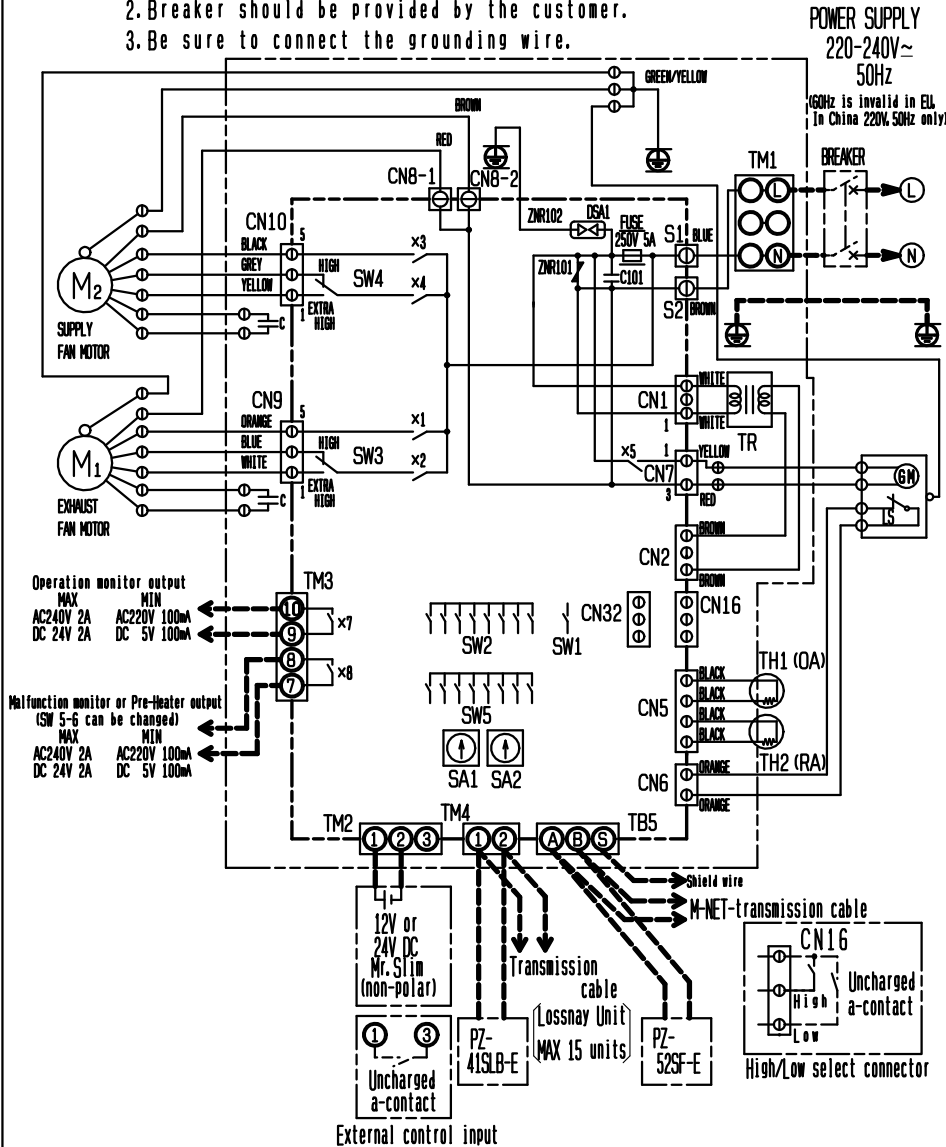 2. Breaker should be provided by the customer.
3. Be sure to connect the grounding wire.
POWER SUPPLY
220-240V~
50Hz
(60Hz is invalid in EU.
In China 220V. 50Hz only)
GREEN/YELLOW
BROWN
RED
CN8-1
CN8-2
TM1
BREAKER
L
L
N
N
CN10
5
BLACK
GREY
YELLOW
HIGH
EXTRA
HIGH
1
SW4
×3
×4
ZNR102
DSA1
FUSE
250V 5A
ZNR101
C101
S1
BLUE
S2
BROWN
M2
SUPPLY
FAN MOTOR
C
CN9
5
ORANGE
BLUE
WHITE
HIGH
EXTRA
HIGH
1
SW3
×1
×2
×5
M1
EXHAUST
FAN MOTOR
C
CN1
WHITE
WHITE
1
TR
1
YELLOW
CN7
3
RED
GM
LS
CN2
BROWN
BROWN
Operation monitor output
MAX MIN
AC240V 2A AC220V 100mA
DC 24V 2A DC 5V 100mA
TM3
10
9
8
7
×7
×8
Malfunction monitor or Pre-Heater output
(SW 5-6 can be changed)
MAX MIN
AC240V 2A AC220V 100mA
DC 24V 2A DC 5V 100mA
SW2
SW1
CN32
CN16
SW5
SA1
SA2
CN5
BLACK
BLACK
BLACK
BLACK
TH1 (OA)
TH2 (RA)
CN6
ORANGE
ORANGE
TM2
1 2 3
TM4
1 2
TB5
A B S
Shield wire
M-NET-transmission cable
12V or
24V DC
Mr. Slim
(non-polar)
1 3
Uncharged
a-contact
External control input
PZ-
41SLB-E
Transmission
cable
(Lossnay Unit
MAX 15 units)
PZ-
52SF-E
CN16
High
Low
Uncharged
a-contact
High/Low select connector